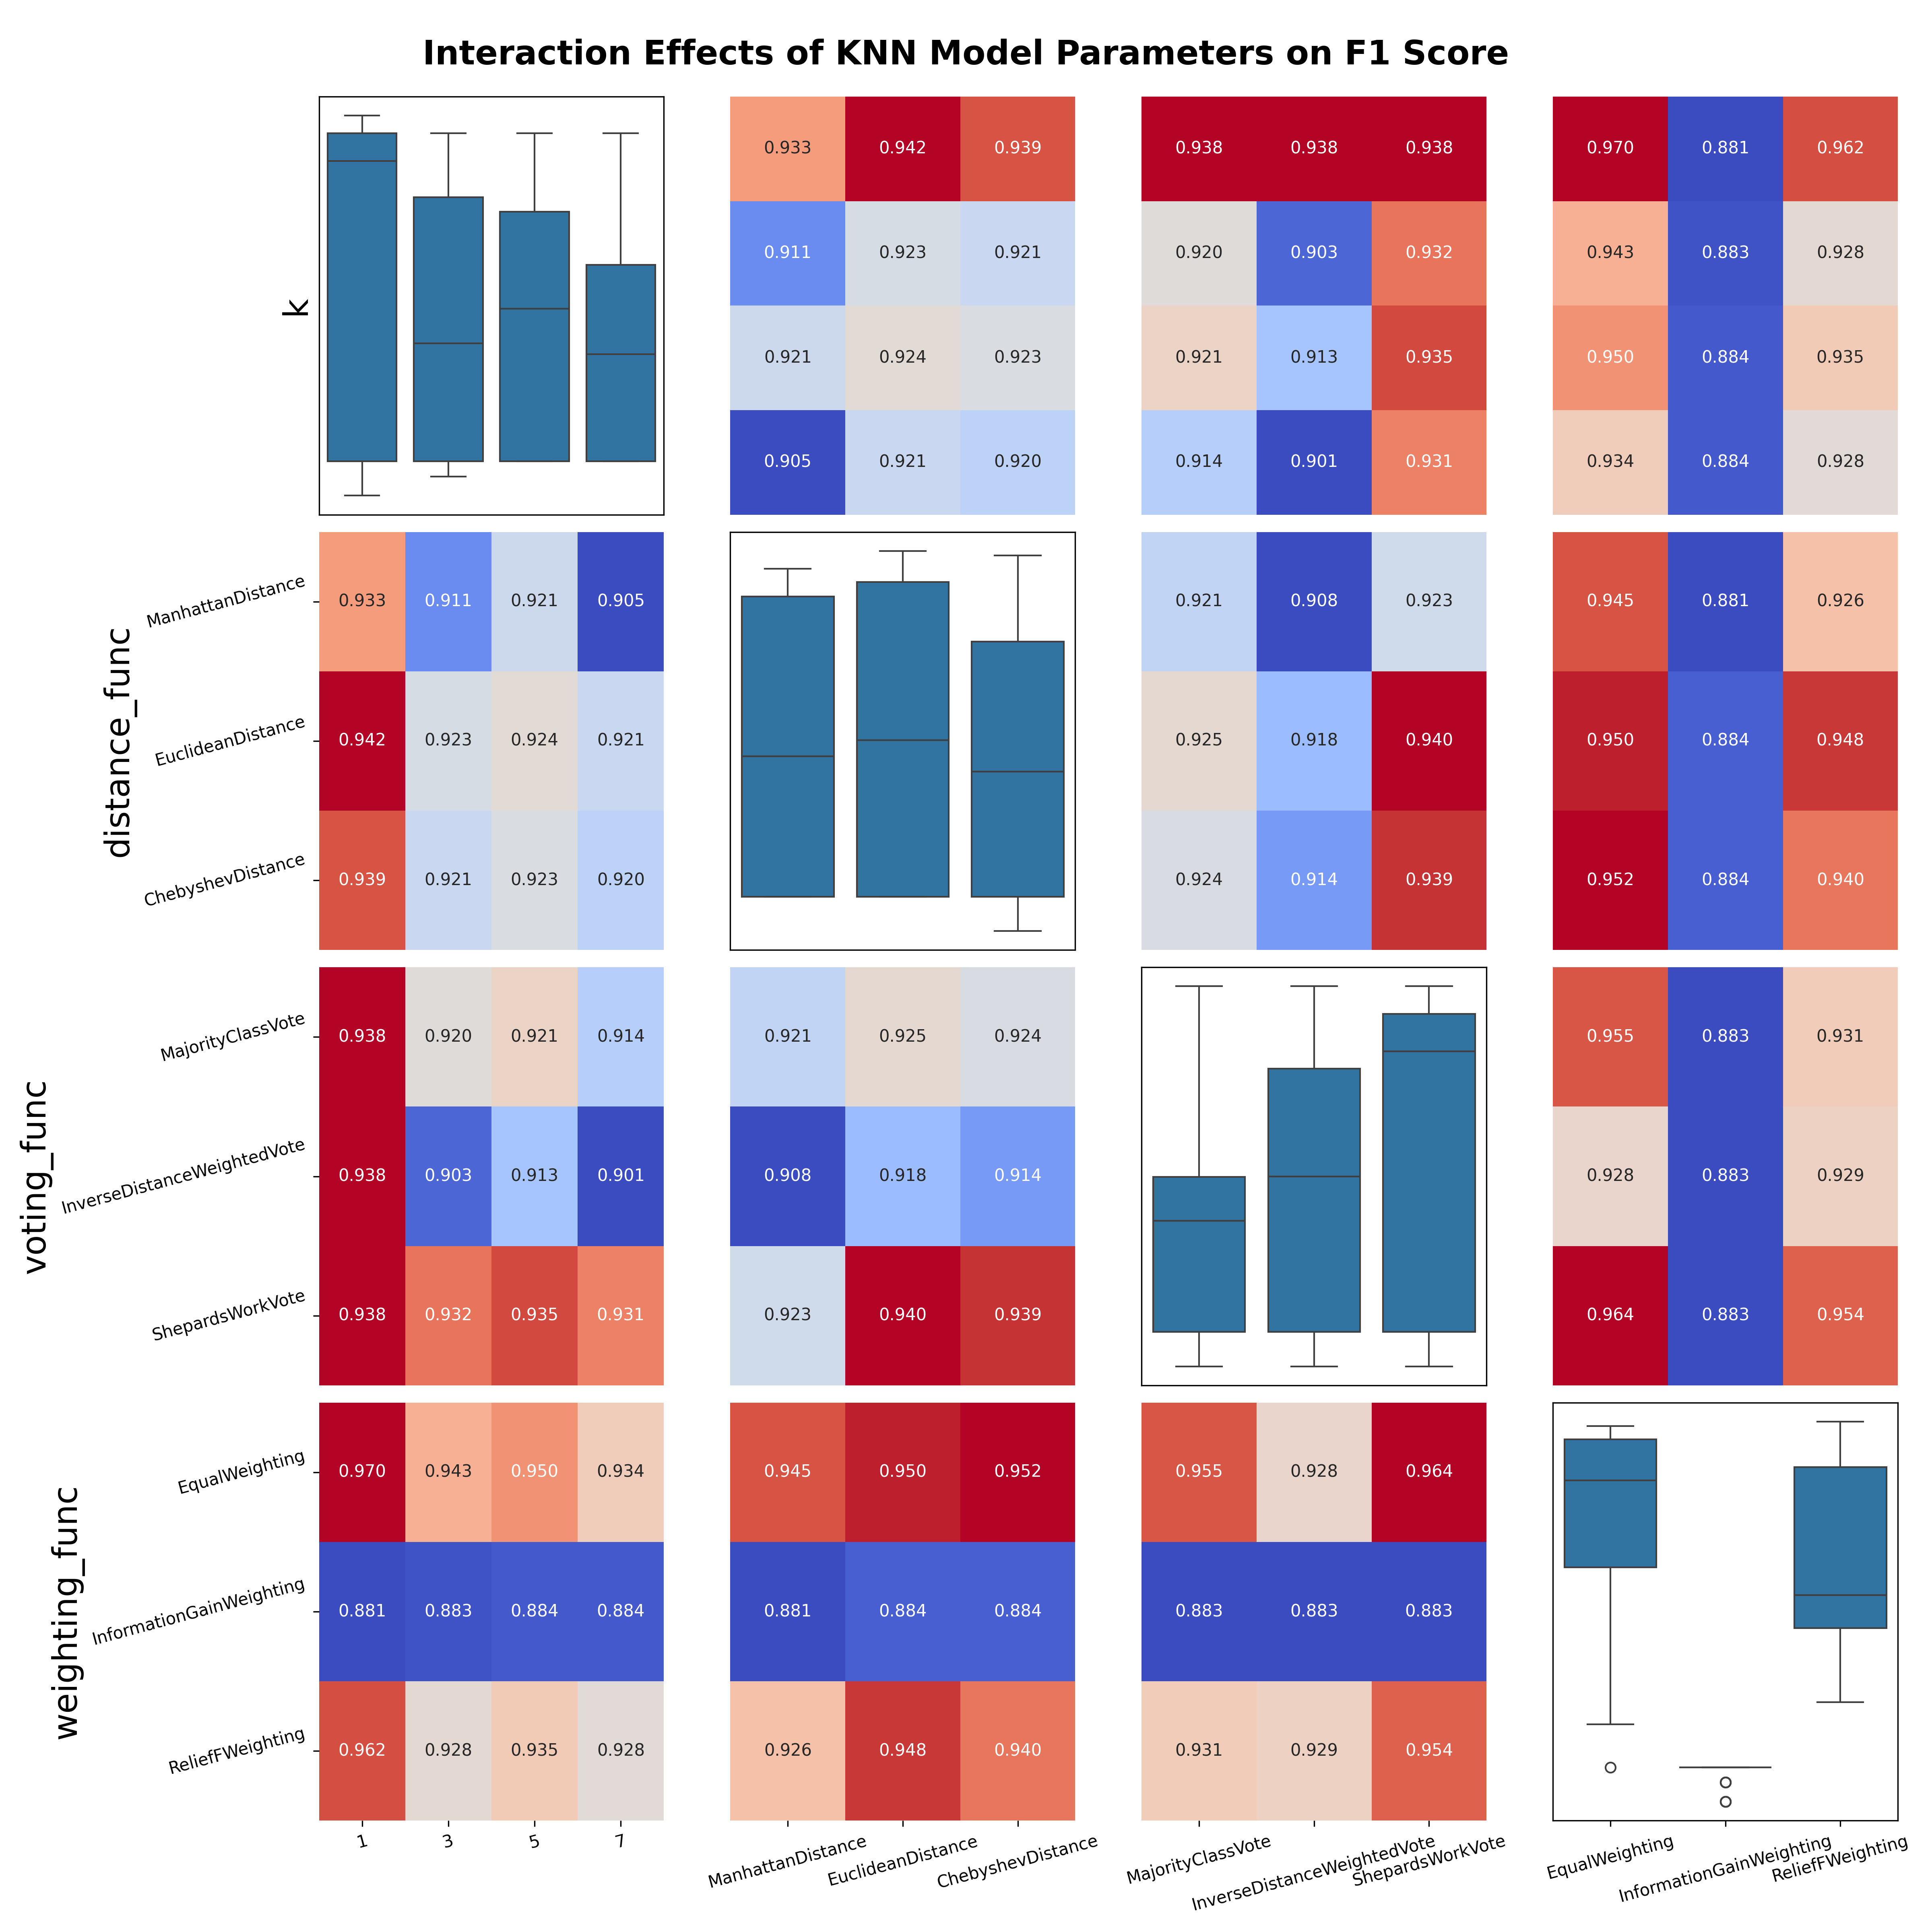 Interaction Effects of KNN Model Parameters on F1 Score
k
0.933 0.942 0.939
0.911 0.923 0.921
0.921 0.924 0.923
0.905 0.921 0.920
0.938 0.938 0.938
0.920 0.903 0.932
0.921 0.913 0.935
0.914 0.901 0.931
0.970 0.881 0.962
0.943 0.883 0.928
0.950 0.884 0.935
0.934 0.884 0.928
distance_func
ManhattanDistance
EuclideanDistance
ChebyshevDistance
0.933 0.911 0.921 0.905
0.942 0.923 0.924 0.921
0.939 0.921 0.923 0.920
0.921 0.908 0.923
0.925 0.918 0.940
0.924 0.914 0.939
0.945 0.881 0.926
0.950 0.884 0.948
0.952 0.884 0.940
voting_func
MajorityClassVote
InverseDistanceWeightedVote
ShepardsWorkVote
0.938 0.920 0.921 0.914
0.938 0.903 0.913 0.901
0.938 0.932 0.935 0.931
0.921 0.925 0.924
0.908 0.918 0.914
0.923 0.940 0.939
0.955 0.883 0.931
0.928 0.883 0.929
0.964 0.883 0.954
weighting_func
EqualWeighting
InformationGainWeighting
ReliefFWeighting
0.970 0.943 0.950 0.934
0.881 0.883 0.884 0.884
0.962 0.928 0.935 0.928
0.945 0.950 0.952
0.881 0.884 0.884
0.926 0.948 0.940
0.955 0.928 0.964
0.883 0.883 0.883
0.931 0.929 0.954
1 3 5 7
ManhattanDistance
EuclideanDistance
ChebyshevDistance
MajorityClassVote
InverseDistanceWeightedVote
ShepardsWorkVote
EqualWeighting
InformationGainWeighting
ReliefFWeighting